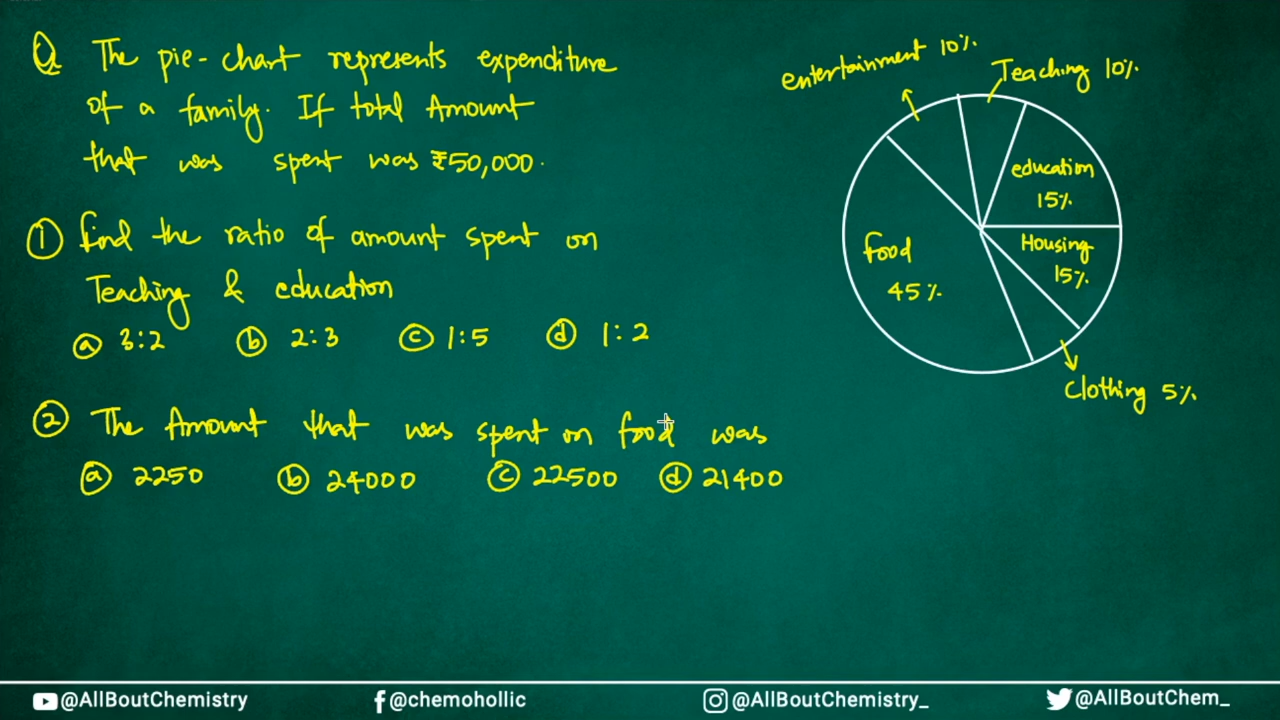 Q The pie-chart represents expenditure
of a family. If total Amount
that was spent was ₹50,000.
① find the ratio of amount spent on
Teaching & education
ⓐ 3:2 ⓑ 2:3 ⓒ 1:5 ⓓ 1:2
② The Amount that was spent on food was
ⓐ 2250 ⓑ 24000 ⓒ 22500 ⓓ 21400
entertainment 10%.
Teaching 10%.
education
15%.
Housing
15%.
food
45%.
Clothing 5%.
@AllBoutChemistry @chemohollic @AllBoutChemistry_ @AllBoutChem_